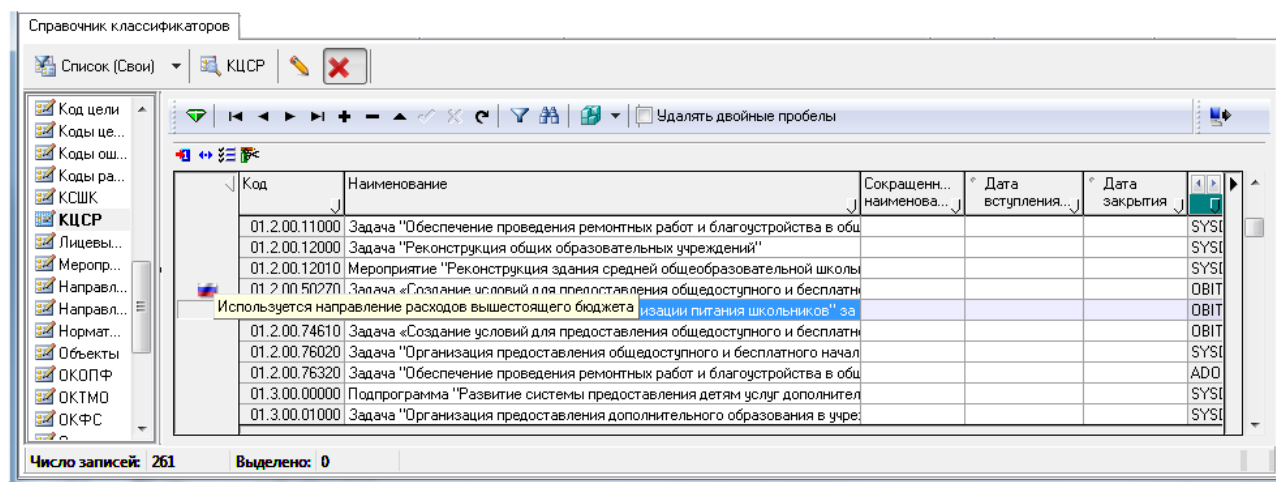 Справочник классификаторов
Список (Свои) КЦСР
Код цели
Коды це...
Коды ош...
Коды ра...
КСШК
КЦСР
Лицевы...
Меропр...
Направл...
Направл...
Нормат...
Объекты
ОКОПФ
ОКТМО
ОКФС
Удалять двойные пробелы
Код Наименование Сокращенн... наименова... Дата вступления... Дата закрытия
01.2.00.11000 Задача "Обеспечение проведения ремонтных работ и благоустройства в общ SYSD
01.2.00.12000 Задача "Реконструкция общих образовательных учреждений" SYSD
01.2.00.12010 Мероприятие "Реконструкция здания средней общеобразовательной школы SYSD
01.2.00.50270 Задача «Создание условий для предоставления общедоступного и бесплатн OBIT
Используется направление расходов вышестоящего бюджета изации питания школьников" за OBIT
01.2.00.74610 Задача «Создание условий для предоставления общедоступного и бесплатн OBIT
01.2.00.76020 Задача "Организация предоставления общедоступного и бесплатного начал SYSD
01.2.00.76320 Задача "Обеспечение проведения ремонтных работ и благоустройства в общ ADO
01.3.00.00000 Подпрограмма "Развитие системы предоставления детям услуг дополнител SYSD
01.3.00.01000 Задача "Организация предоставления дополнительного образования в учре: SYSD
Число записей: 261 Выделено: 0